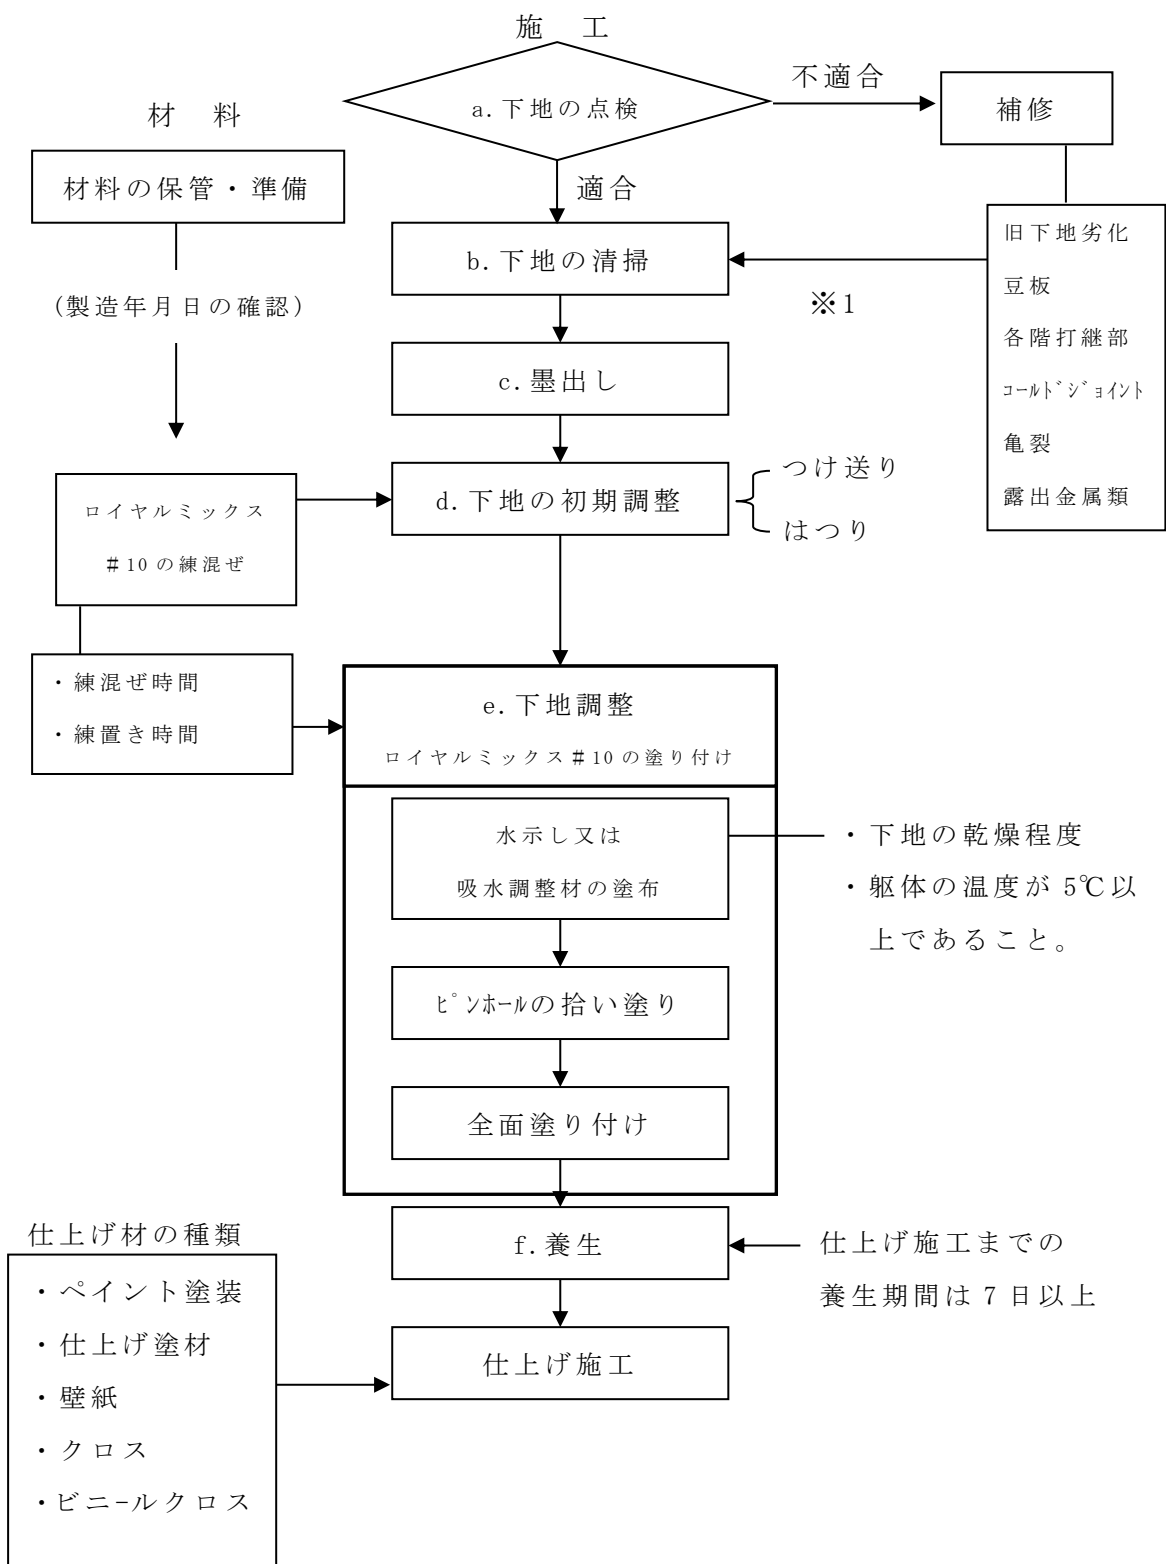 施 工
a.下地の点検
不適合
補修
材 料
材料の保管・準備
適合
(製造年月日の確認)
b.下地の清掃
※1
旧下地劣化
豆板
各階打継部
コールドジョイント
亀裂
露出金属類
c.墨出し
ロイヤルミックス
#10の練混ぜ
d.下地の初期調整
つけ送り
はつり
・練混ぜ時間
・練置き時間
e.下地調整
ロイヤルミックス#10の塗り付け
水示し又は
吸水調整材の塗布
・下地の乾燥程度
・躯体の温度が 5℃以
上であること。
ピンホールの拾い塗り
全面塗り付け
f.養生
仕上げ施工までの
養生期間は 7 日以上
仕上げ施工
仕上げ材の種類
・ペイント塗装
・仕上げ塗材
・壁紙
・クロス
・ビニ-ルクロス